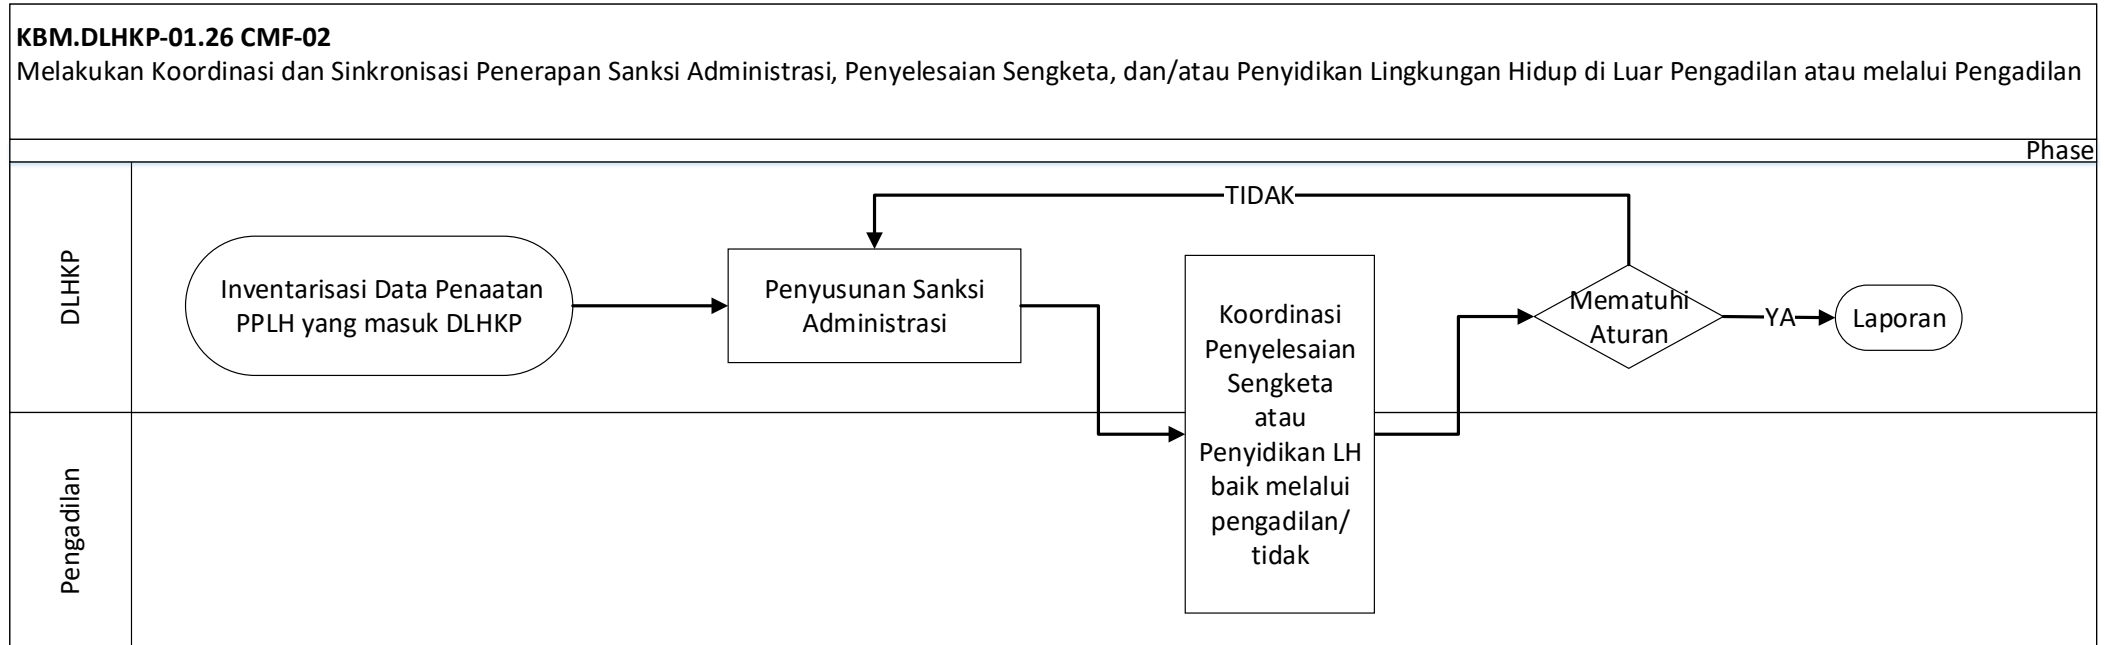 KBM.DLHKP-01.26 CMF-02
Melakukan Koordinasi dan Sinkronisasi Penerapan Sanksi Administrasi, Penyelesaian Sengketa, dan/atau Penyidikan Lingkungan Hidup di Luar Pengadilan atau melalui Pengadilan
Phase
DLHKP
Inventarisasi Data Penaatan
PPLH yang masuk DLHKP
Penyusunan Sanksi
Administrasi
TIDAK
Koordinasi
Penyelesaian
Sengketa
atau
Penyidikan LH
baik melalui
pengadilan/
tidak
Mematuhi
Aturan
YA
Laporan
Pengadilan